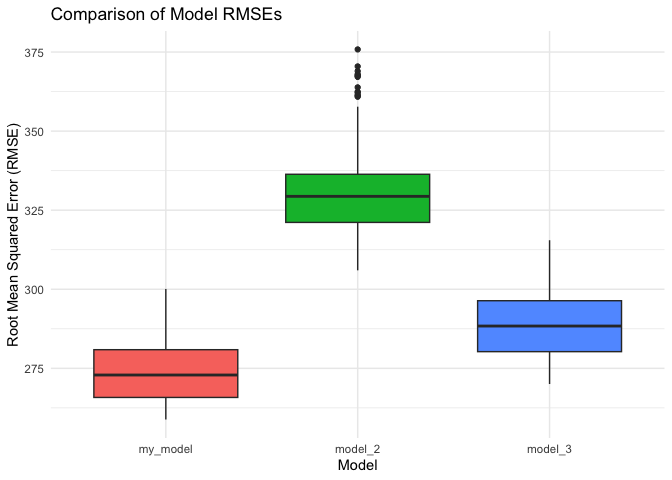 Comparison of Model RMSEs
Root Mean Squared Error (RMSE)
375
350
325
300
275
my_model
model_2
model_3
Model